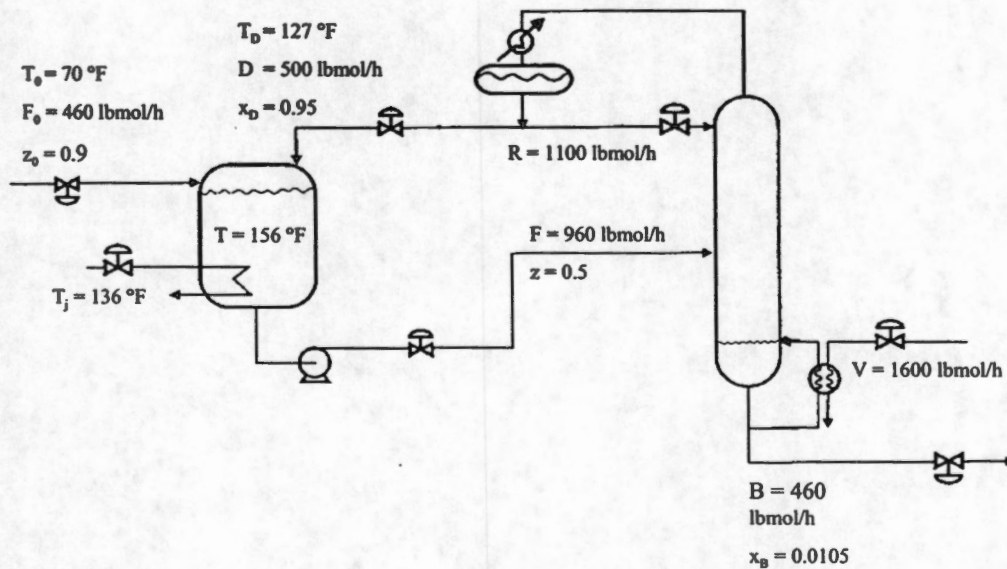 T₀ = 70 °F
F₀ = 460 lbmol/h
z₀ = 0.9
T_D = 127 °F
D = 500 lbmol/h
x_D = 0.95
R = 1100 lbmol/h
T = 156 °F
T_j = 136 °F
F = 960 lbmol/h
z = 0.5
V = 1600 lbmol/h
B = 460
lbmol/h
x_B = 0.0105